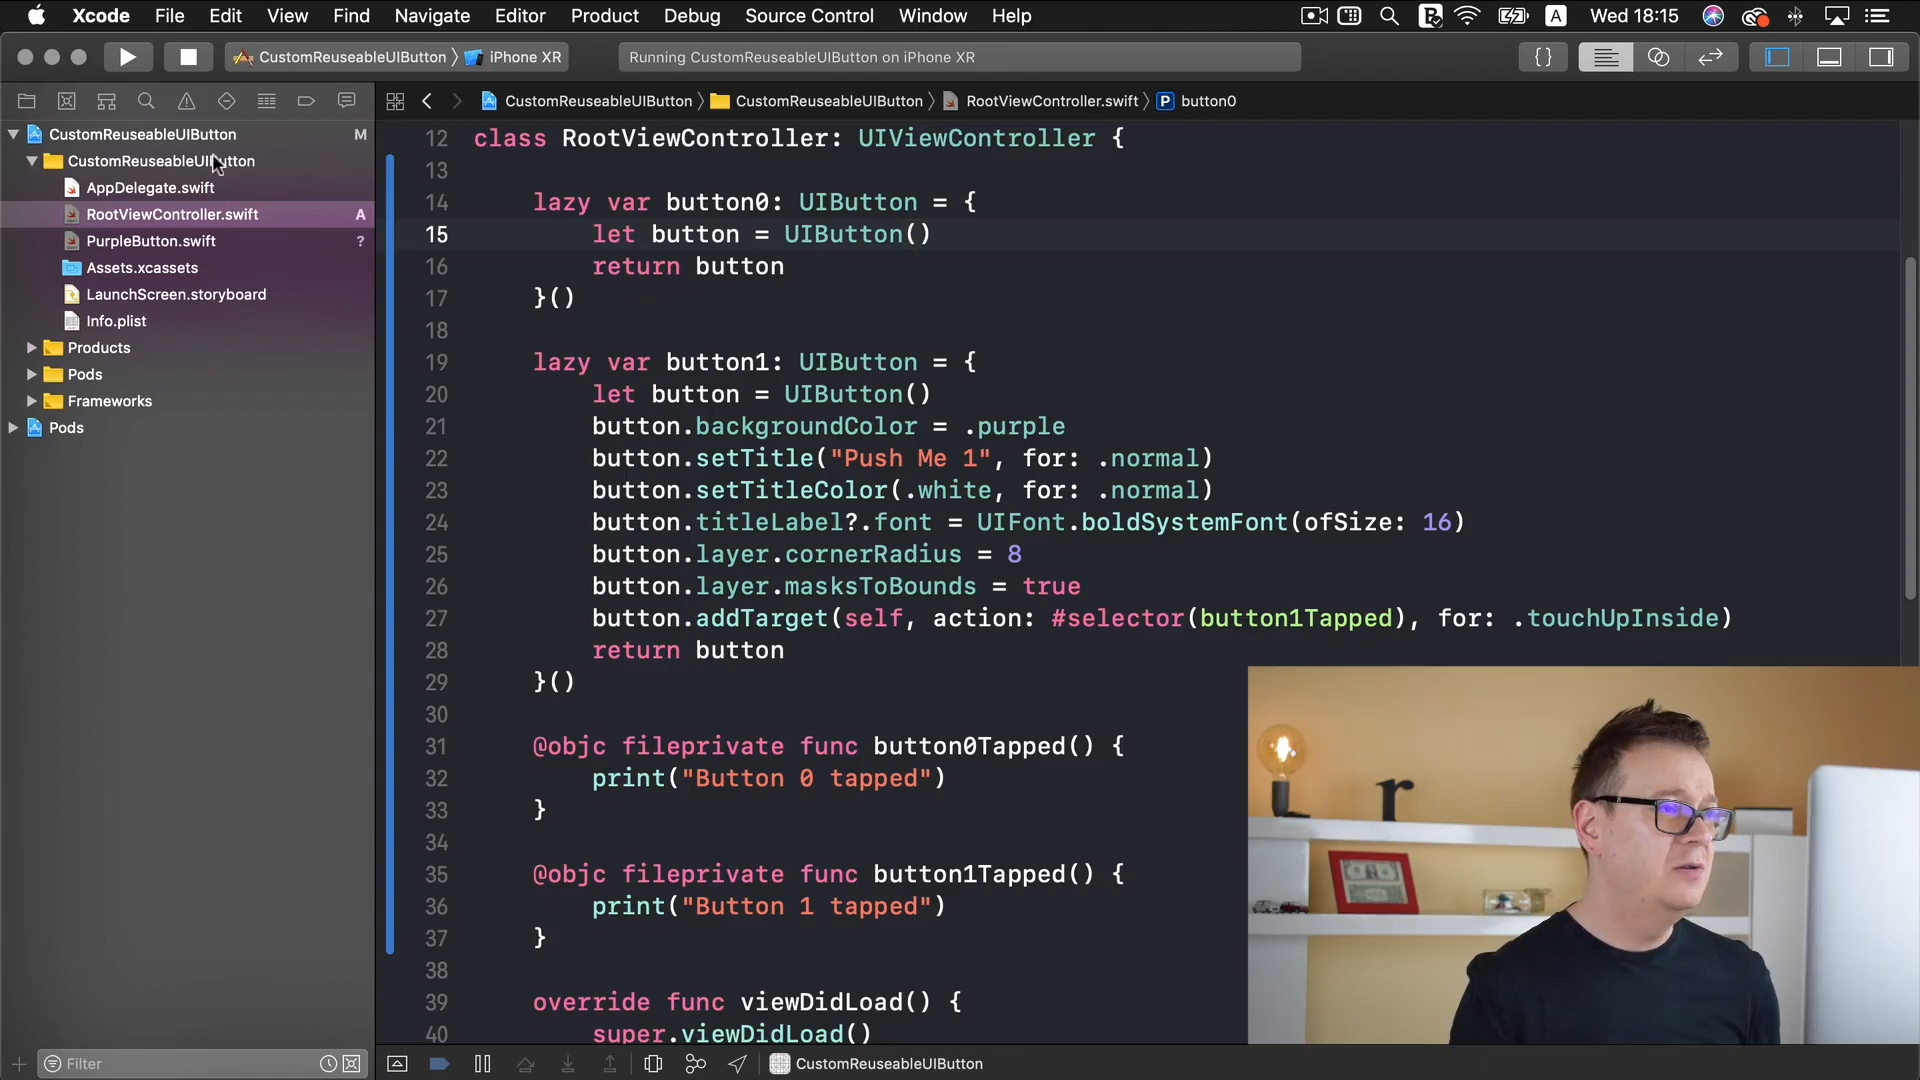 Xcode File Edit View Find Navigate Editor Product Debug Source Control Window Help A Wed 18:15
CustomReuseableUIButton iPhone XR Running CustomReuseableUIButton on iPhone XR {}
CustomReuseableUIButton CustomReuseableUIButton RootViewController.swift P button0
CustomReuseableUIButton M
CustomReuseableUIButton
AppDelegate.swift
RootViewController.swift A
PurpleButton.swift ?
Assets.xcassets
LaunchScreen.storyboard
Info.plist
Products
Pods
Frameworks
Pods
12 class RootViewController: UIViewController {
13
14 lazy var button0: UIButton = {
15 let button = UIButton()
16 return button
17 }()
18
19 lazy var button1: UIButton = {
20 let button = UIButton()
21 button.backgroundColor = .purple
22 button.setTitle("Push Me 1", for: .normal)
23 button.setTitleColor(.white, for: .normal)
24 button.titleLabel?.font = UIFont.boldSystemFont(ofSize: 16)
25 button.layer.cornerRadius = 8
26 button.layer.masksToBounds = true
27 button.addTarget(self, action: #selector(button1Tapped), for: .touchUpInside)
28 return button
29 }()
30
31 @objc fileprivate func button0Tapped() {
32 print("Button 0 tapped")
33 }
34
35 @objc fileprivate func button1Tapped() {
36 print("Button 1 tapped")
37 }
38
39 override func viewDidLoad() {
40 super.viewDidLoad()
Filter
CustomReuseableUIButton
r